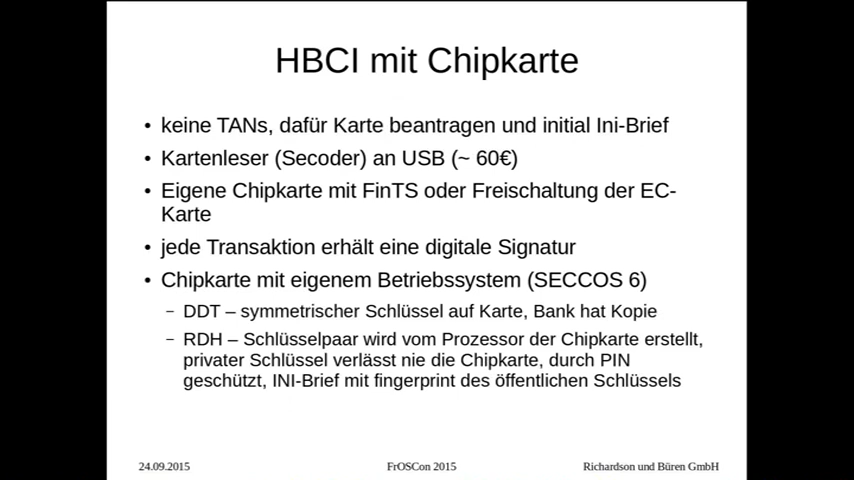 HBCI mit Chipkarte
• keine TANs, dafür Karte beantragen und initial Ini-Brief
• Kartenleser (Secoder) an USB (~ 60€)
• Eigene Chipkarte mit FinTS oder Freischaltung der EC-
Karte
• jede Transaktion erhält eine digitale Signatur
• Chipkarte mit eigenem Betriebssystem (SECCOS 6)
– DDT – symmetrischer Schlüssel auf Karte, Bank hat Kopie
– RDH – Schlüsselpaar wird vom Prozessor der Chipkarte erstellt,
privater Schlüssel verlässt nie die Chipkarte, durch PIN
geschützt, INI-Brief mit fingerprint des öffentlichen Schlüssels
24.09.2015 FrOSCon 2015 Richardson und Büren GmbH